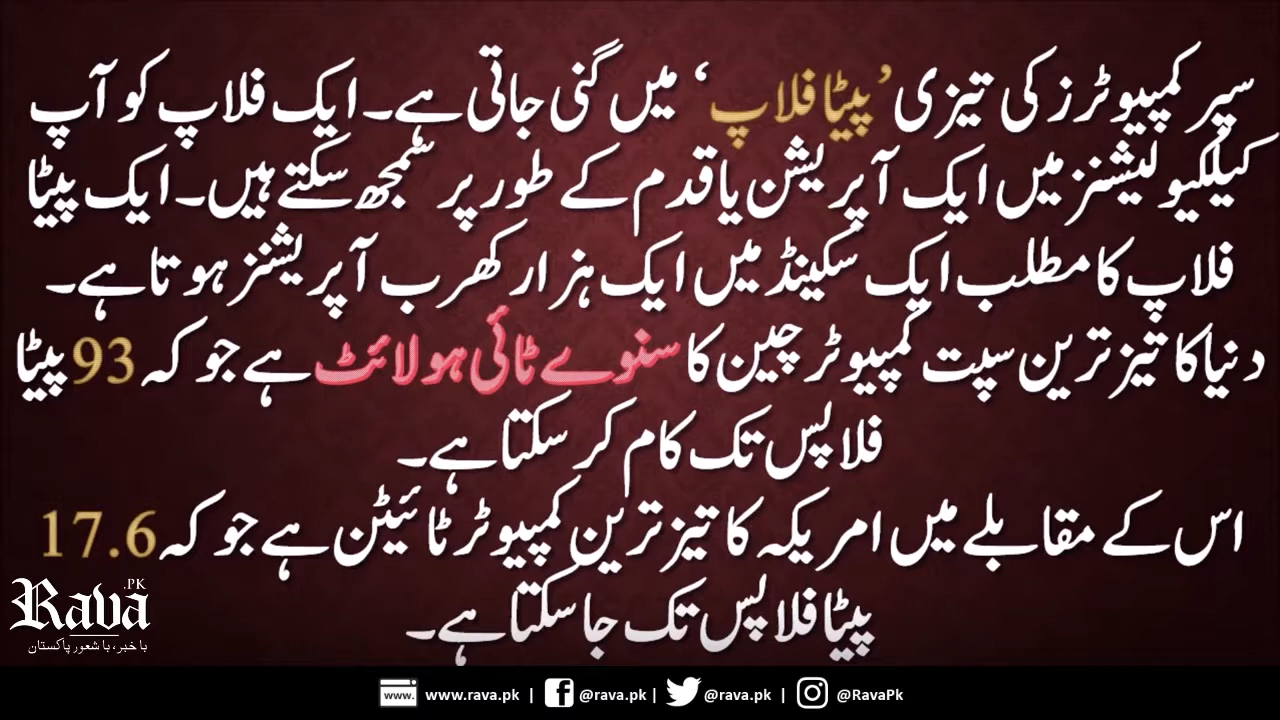 سپر کمپیوٹرز کی تیزی ’پیٹا فلاپ‘ میں گنی جاتی ہے۔ ایک فلاپ کو آپ
کیلکیولیشنز میں ایک آپریشن یا قدم کے طور پر سمجھ سکتے ہیں۔ ایک پیٹا
فلاپ کا مطلب ایک سکینڈ میں ایک ہزار کھرب آپریشنز ہوتا ہے۔
دنیا کا تیز ترین سپت کمپیوٹر چین کا سنوے ٹائی ہولائٹ ہے جو کہ 93 پیٹا
فلاپس تک کام کر سکتا ہے۔
اس کے مقابلے میں امریکہ کا تیز ترین کمپیوٹر ٹائیٹن ہے جو کہ 17.6
پیٹا فلاپس تک جا سکتا ہے۔
Rava.PK
با خبر، با شعور پاکستان
www. www.rava.pk | @rava.pk | @rava.pk | @RavaPk